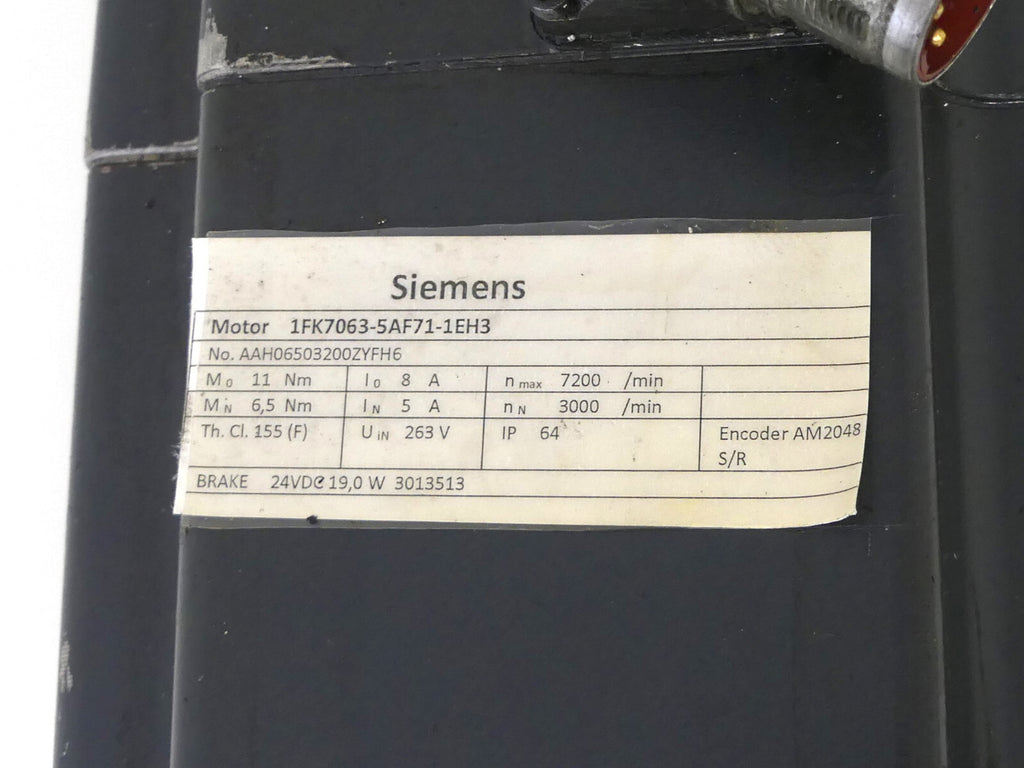 Siemens
Motor 1FK7063-5AF71-1EH3
No. AAH06503200ZYFH6
M0 11 Nm I0 8 A nmax 7200 /min
MN 6,5 Nm IN 5 A nN 3000 /min
Th. Cl. 155 (F) UIN 263 V IP 64 Encoder AM2048
S/R
BRAKE 24VDC 19,0 W 3013513